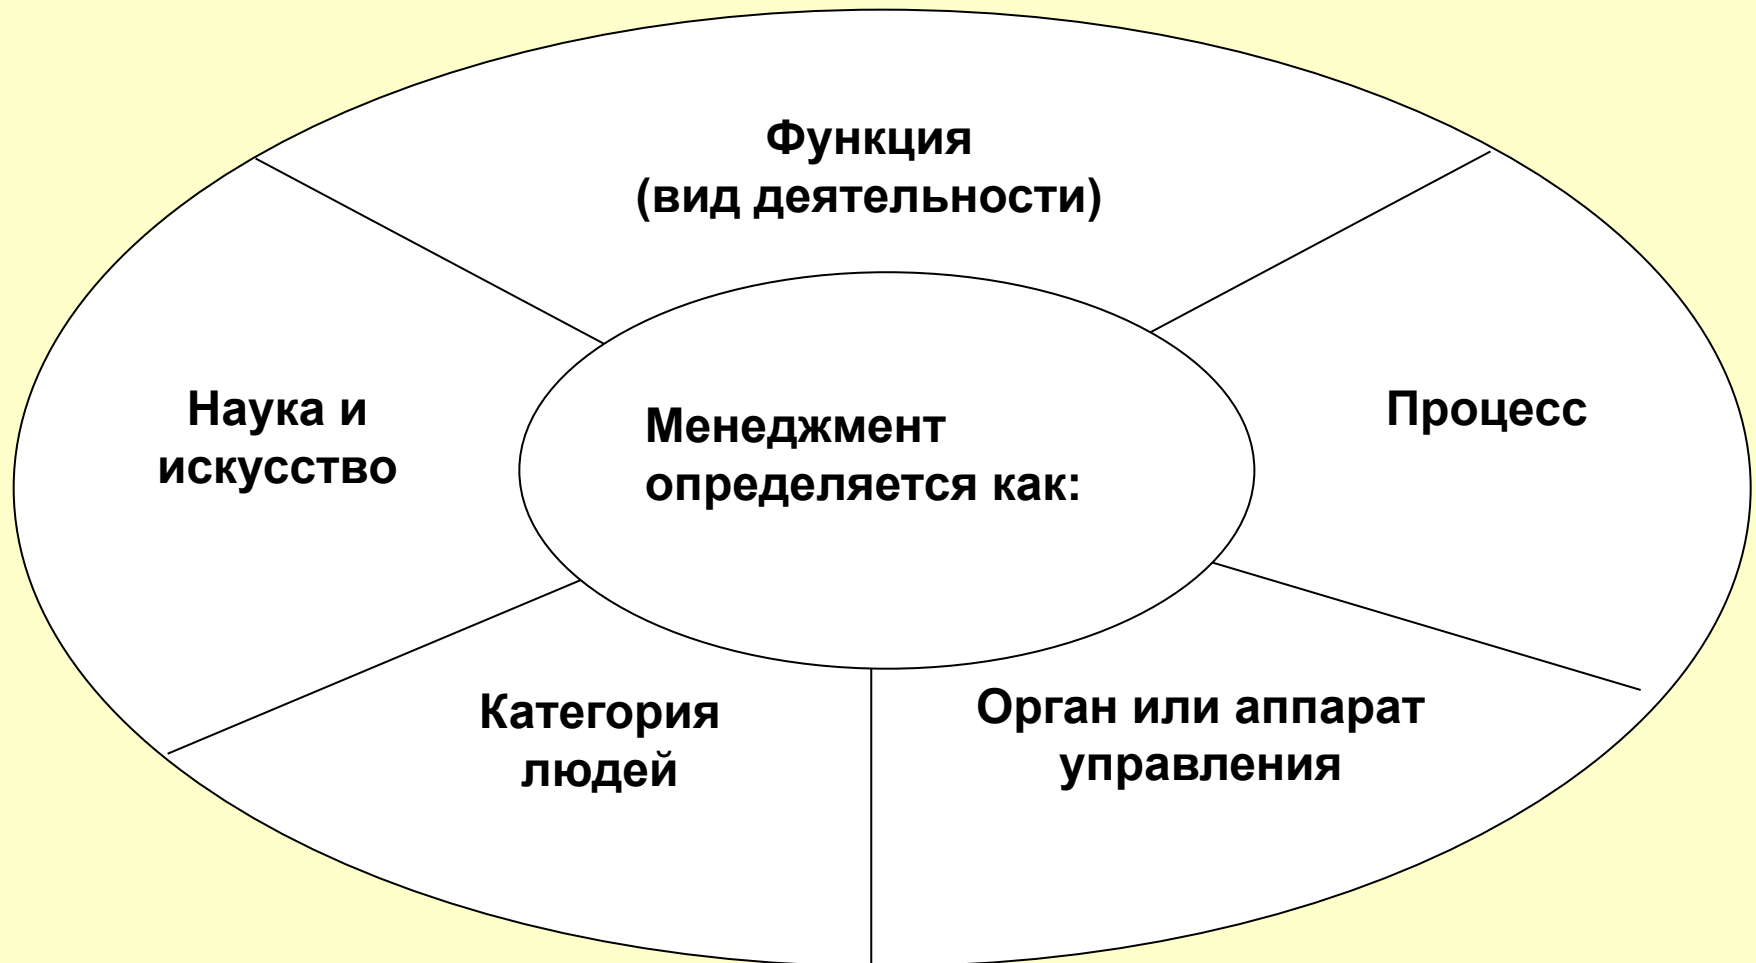 Функция
(вид деятельности)
Наука и
искусство
Менеджмент
определяется как:
Процесс
Категория
людей
Орган или аппарат
управления